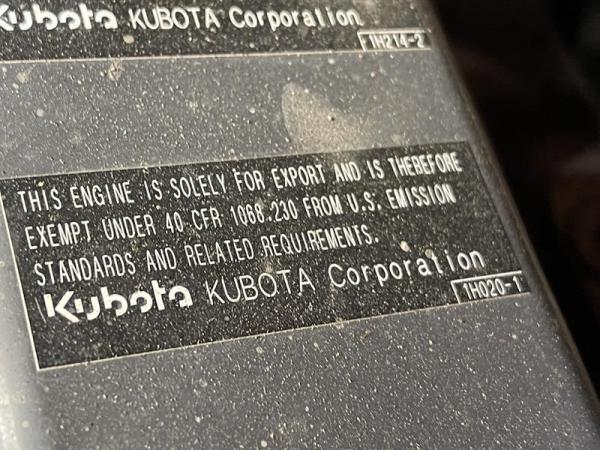 Kubota KUBOTA Corporation
1H214-2
THIS ENGINE IS SOLELY FOR EXPORT AND IS THEREFORE
EXEMPT UNDER 40 CFR 1068.230 FROM U.S. EMISSION
STANDARDS AND RELATED REQUIREMENTS.
Kubota KUBOTA Corporation
1H020-1